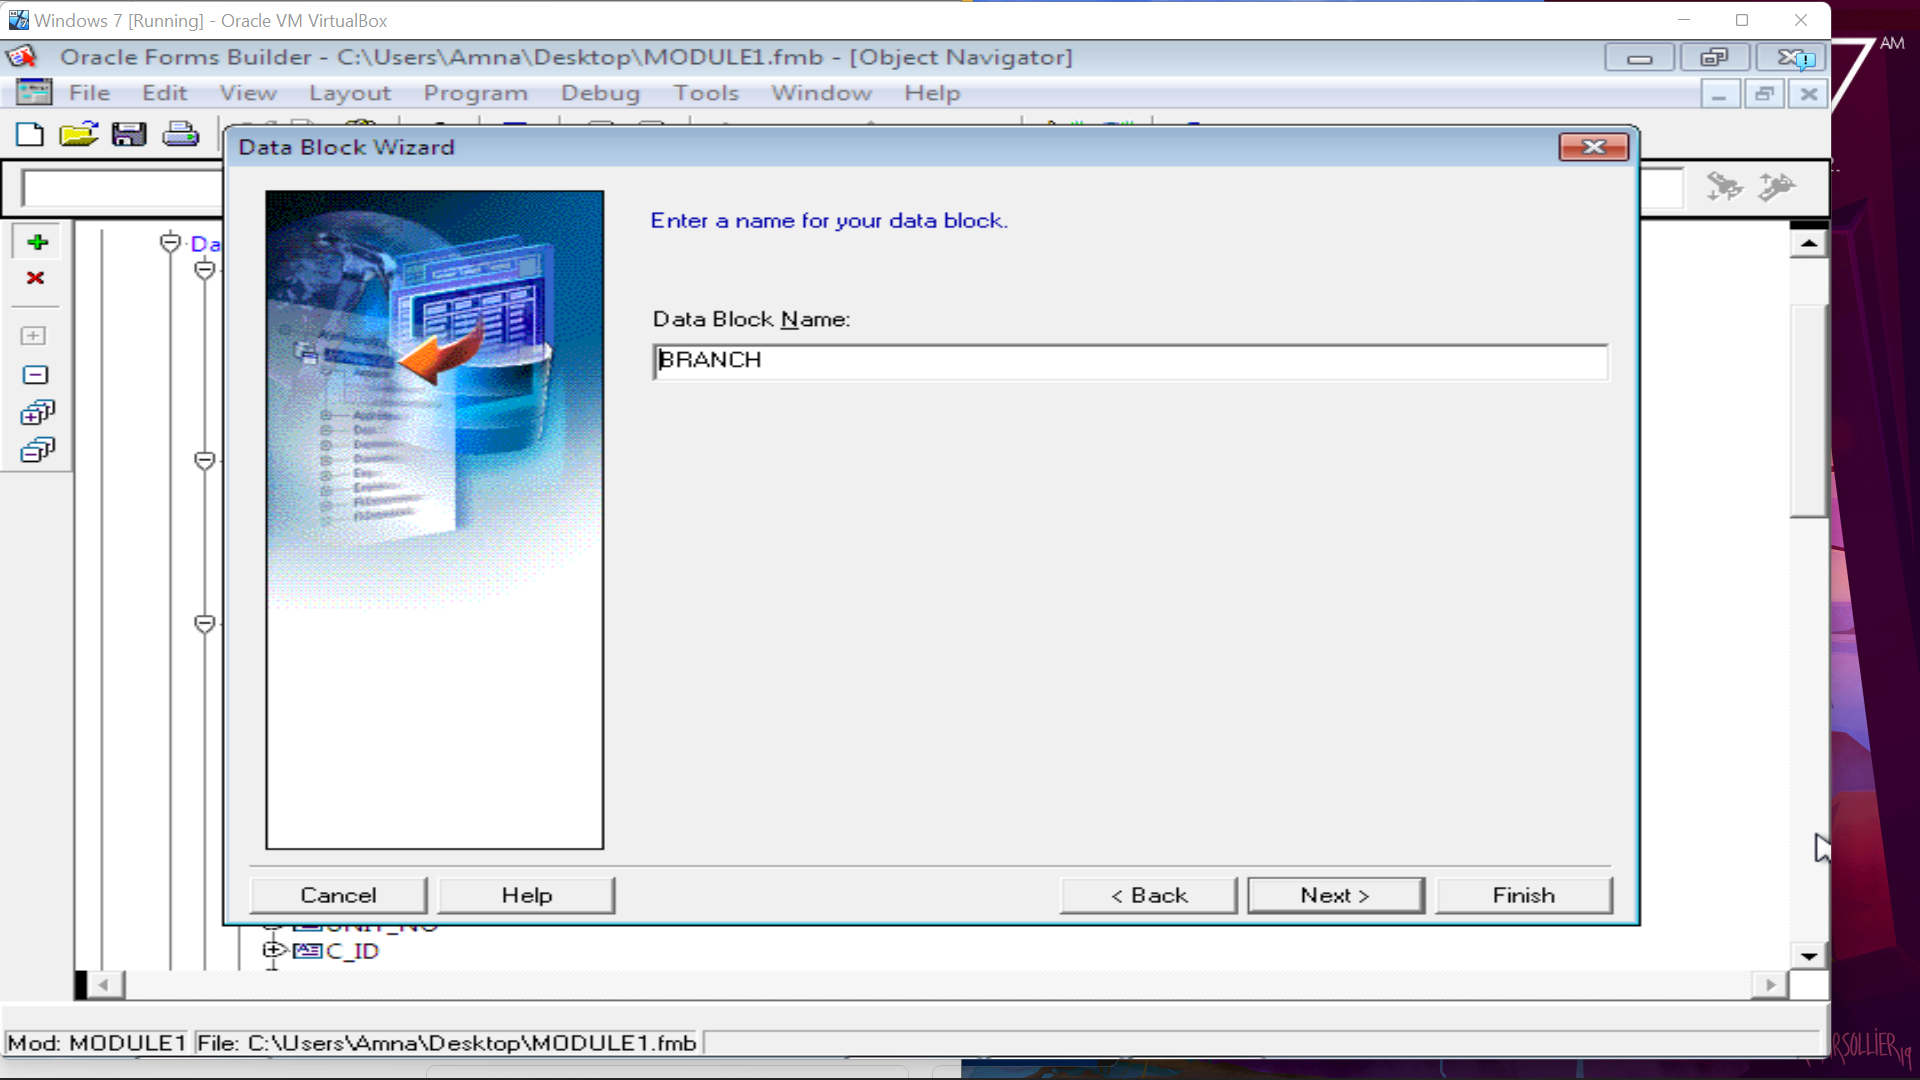 Windows 7 [Running] - Oracle VM VirtualBox
Oracle Forms Builder - C:\Users\Amna\Desktop\MODULE1.fmb - [Object Navigator]
AM
File Edit View Layout Program Debug Tools Window Help
Data Block Wizard
Enter a name for your data block.
Da
Data Block Name:
BRANCH
Cancel Help < Back Next > Finish
UNIT_NO
C_ID
Mod: MODULE1 File: C:\Users\Amna\Desktop\MODULE1.fmb
RSOLLIER19